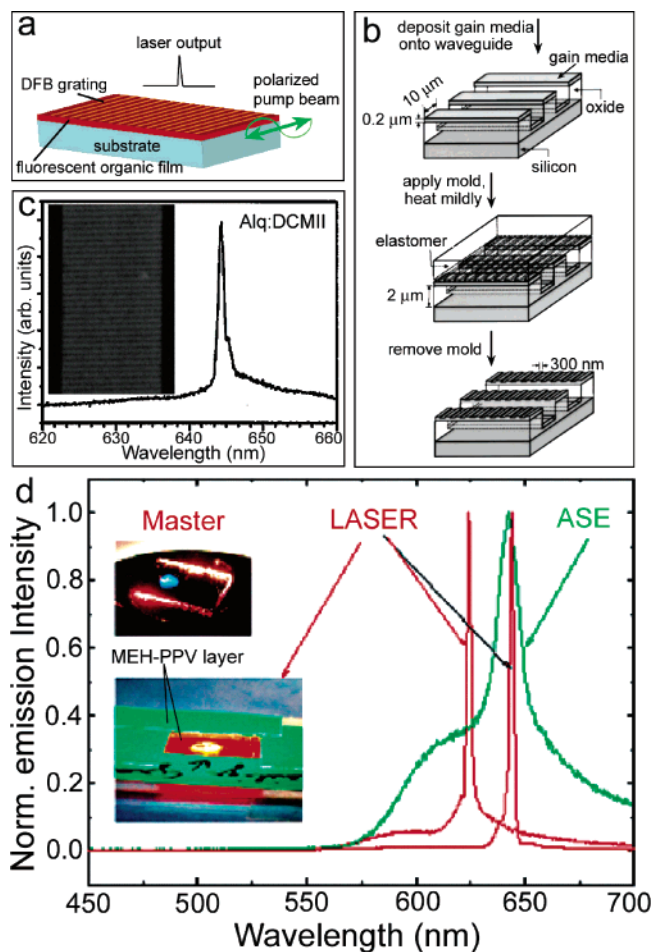 a
laser output
DFB grating
polarized
pump beam
substrate
fluorescent organic film
b
deposit gain media
onto waveguide
gain media
10 μm
oxide
0.2 μm
silicon
apply mold,
heat mildly
elastomer
2 μm
remove mold
300 nm
c
Alq:DCMII
Intensity (arb. units)
620 630 640 650 660
Wavelength (nm)
d
Master
LASER
ASE
MEH-PPV layer
Norm. emission Intensity
1.0
0.8
0.6
0.4
0.2
0.0
450 500 550 600 650 700
Wavelength (nm)